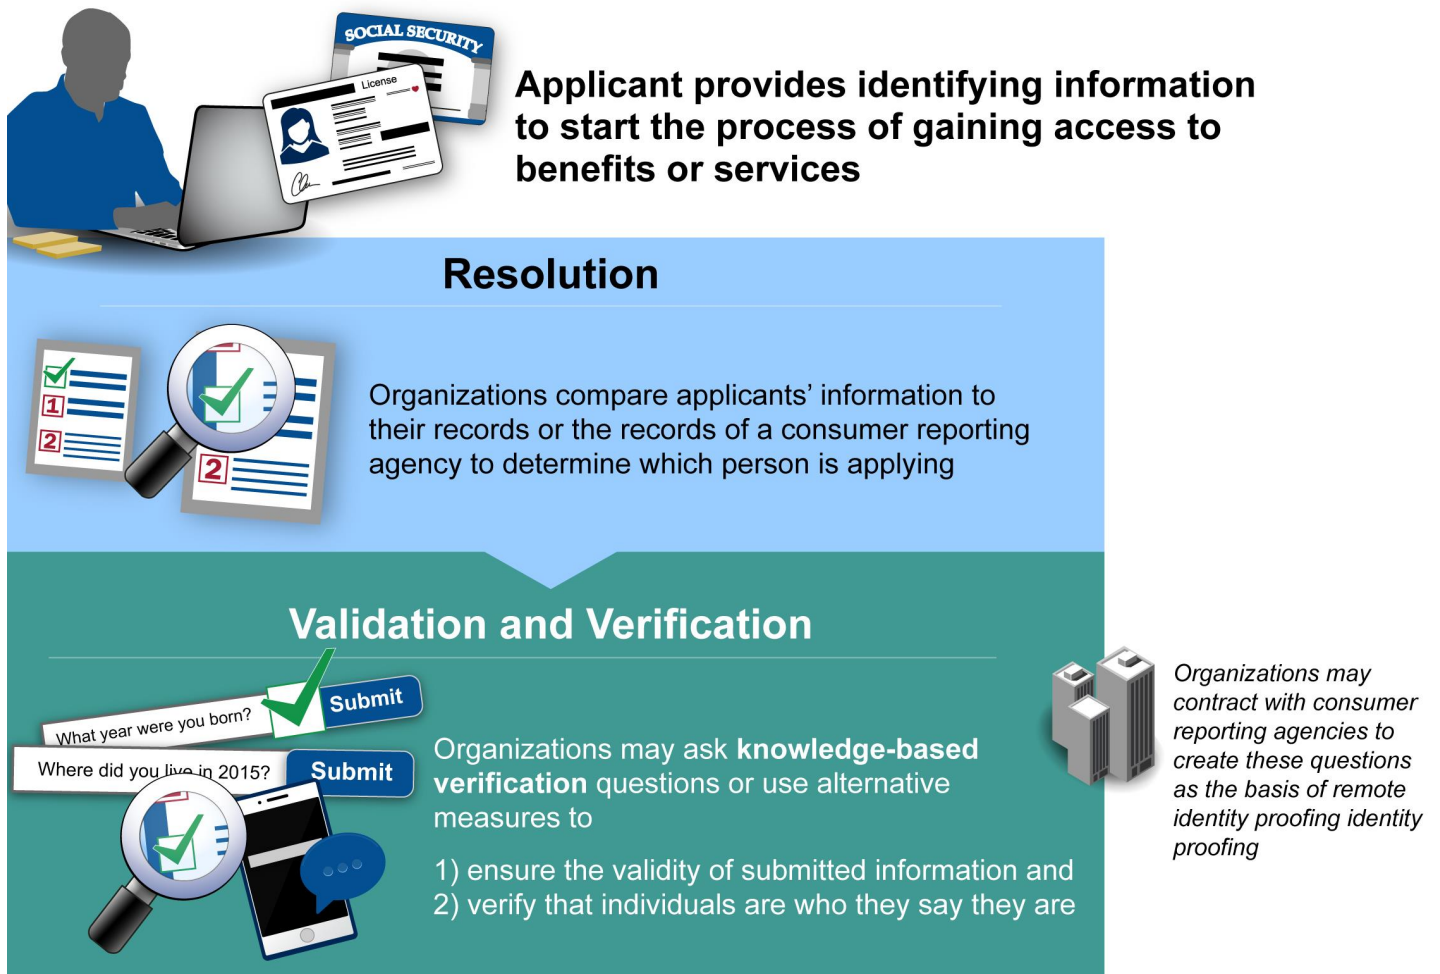 SOCIAL SECURITY
License
Applicant provides identifying information
to start the process of gaining access to
benefits or services
Resolution
1
2
2
Organizations compare applicants’ information to
their records or the records of a consumer reporting
agency to determine which person is applying
Validation and Verification
What year were you born?
Submit
Where did you live in 2015?
Submit
Organizations may ask knowledge-based
verification questions or use alternative
measures to
1) ensure the validity of submitted information and
2) verify that individuals are who they say they are
Organizations may
contract with consumer
reporting agencies to
create these questions
as the basis of remote
identity proofing identity
proofing